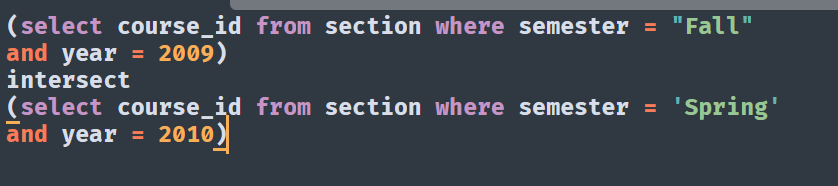 (select course_id from section where semester = "Fall"
and year = 2009)
intersect
(select course_id from section where semester = 'Spring'
and year = 2010)